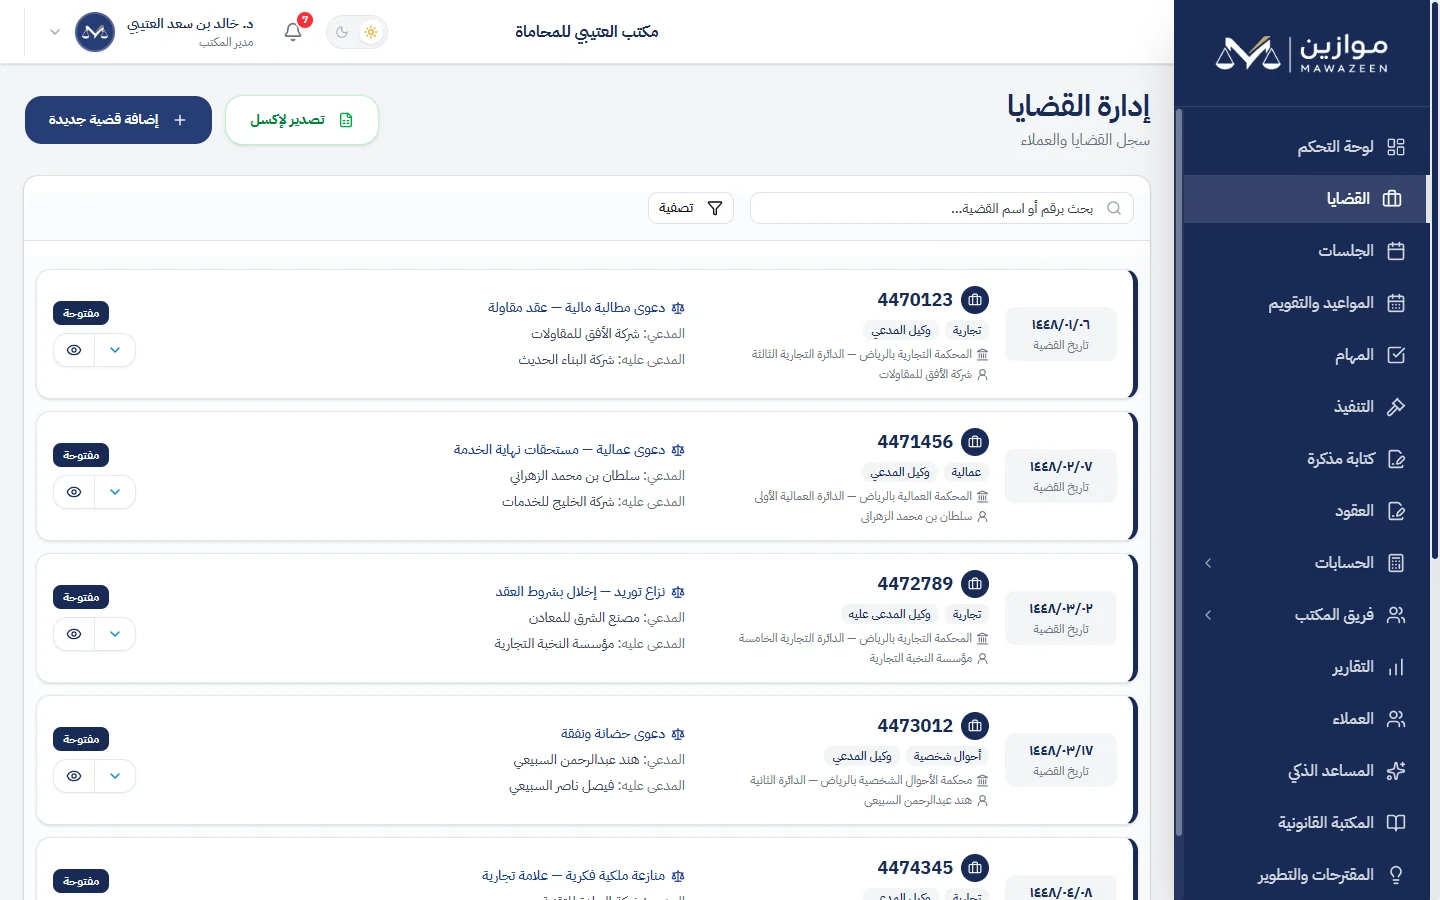 موازين
MAWAZEEN
لوحة التحكم
القضايا
الجلسات
المواعيد والتقويم
المهام
التنفيذ
كتابة مذكرة
العقود
الحسابات
فريق المكتب
التقارير
العملاء
المساعد الذكي
المكتبة القانونية
المقترحات والتطوير
مكتب العتيبي للمحاماة
7
د. خالد بن سعد العتيبي
مدير المكتب
إدارة القضايا
سجل القضايا والعملاء
تصدير لإكسل
إضافة قضية جديدة
بحث برقم أو اسم القضية...
تصفية
١٤٤٨/٠١/٠٦
تاريخ القضية
4470123
تجارية
وكيل المدعي
المحكمة التجارية بالرياض – الدائرة التجارية الثالثة
شركة الأفق للمقاولات
دعوى مطالبة مالية – عقد مقاولة
المدعي: شركة الأفق للمقاولات
المدعى عليه: شركة البناء الحديث
مفتوحة
١٤٤٨/٠٢/٠٧
تاريخ القضية
4471456
عمالية
وكيل المدعي
المحكمة العمالية بالرياض – الدائرة العمالية الأولى
سلطان بن محمد الزهراني
دعوى عمالية – مستحقات نهاية الخدمة
المدعي: سلطان بن محمد الزهراني
المدعى عليه: شركة الخليج للخدمات
مفتوحة
١٤٤٨/٠٣/٠٢
تاريخ القضية
4472789
تجارية
وكيل المدعى عليه
المحكمة التجارية بالرياض – الدائرة التجارية الخامسة
مؤسسة النخبة التجارية
نزاع توريد – إخلال بشروط العقد
المدعي: مصنع الشرق للمعادن
المدعى عليه: مؤسسة النخبة التجارية
مفتوحة
١٤٤٨/٠٣/١٧
تاريخ القضية
4473012
أحوال شخصية
وكيل المدعي
محكمة الأحوال الشخصية بالرياض – الدائرة الثانية
هند عبدالرحمن السبيعي
دعوى حضانة ونفقة
المدعي: هند عبدالرحمن السبيعي
المدعى عليه: فيصل ناصر السبيعي
مفتوحة
١٤٤٨/٠٤/٠٨
4474345
تجارية
وكيل المدعي
منازعة ملكية فكرية – علامة تجارية
مفتوحة